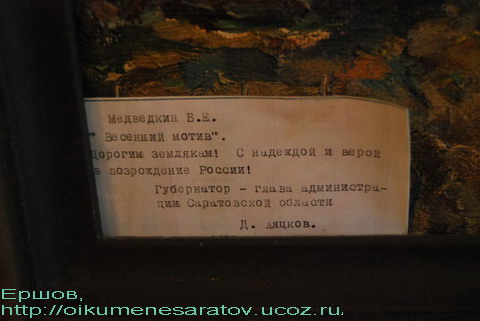 Медведкин Б.Е.
" Весенний мотив".
Дорогим землякам! С надеждой и верой
в возрождение России!
Губернатор - глава администра-
ции Саратовской области
Д. Аяцков.
Ершов,
http://oikumenesaratov.ucoz.ru/